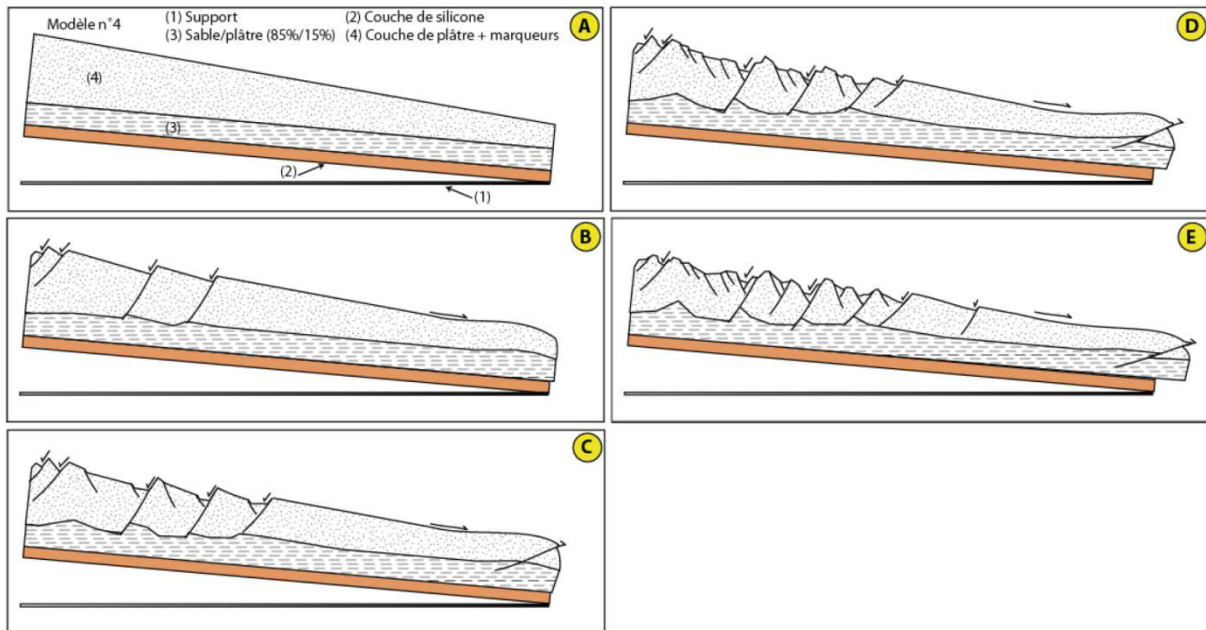 Modèle n°4
(1) Support (2) Couche de silicone
(3) Sable/plâtre (85%/15%) (4) Couche de plâtre + marqueurs
A
(4)
(3)
(2)
(1)
B
C
D
E